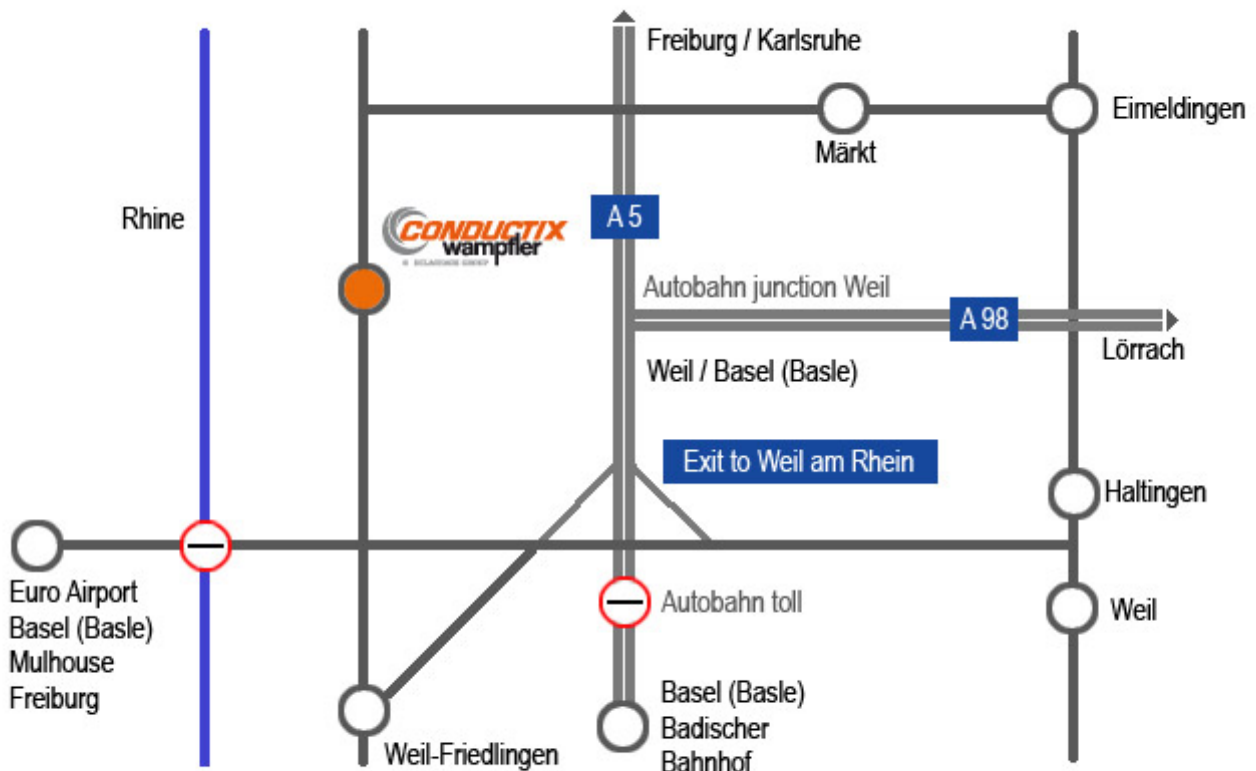 Freiburg / Karlsruhe
Eimeldingen
Märkt
Rhine
A 5
CONDUCTIX
wampfler
Autobahn junction Weil
A 98
Lörrach
Weil / Basel (Basle)
Exit to Weil am Rhein
Haltingen
Euro Airport
Basel (Basle)
Mulhouse
Freiburg
Autobahn toll
Weil
Basel (Basle)
Badischer
Bahnhof
Weil-Friedlingen